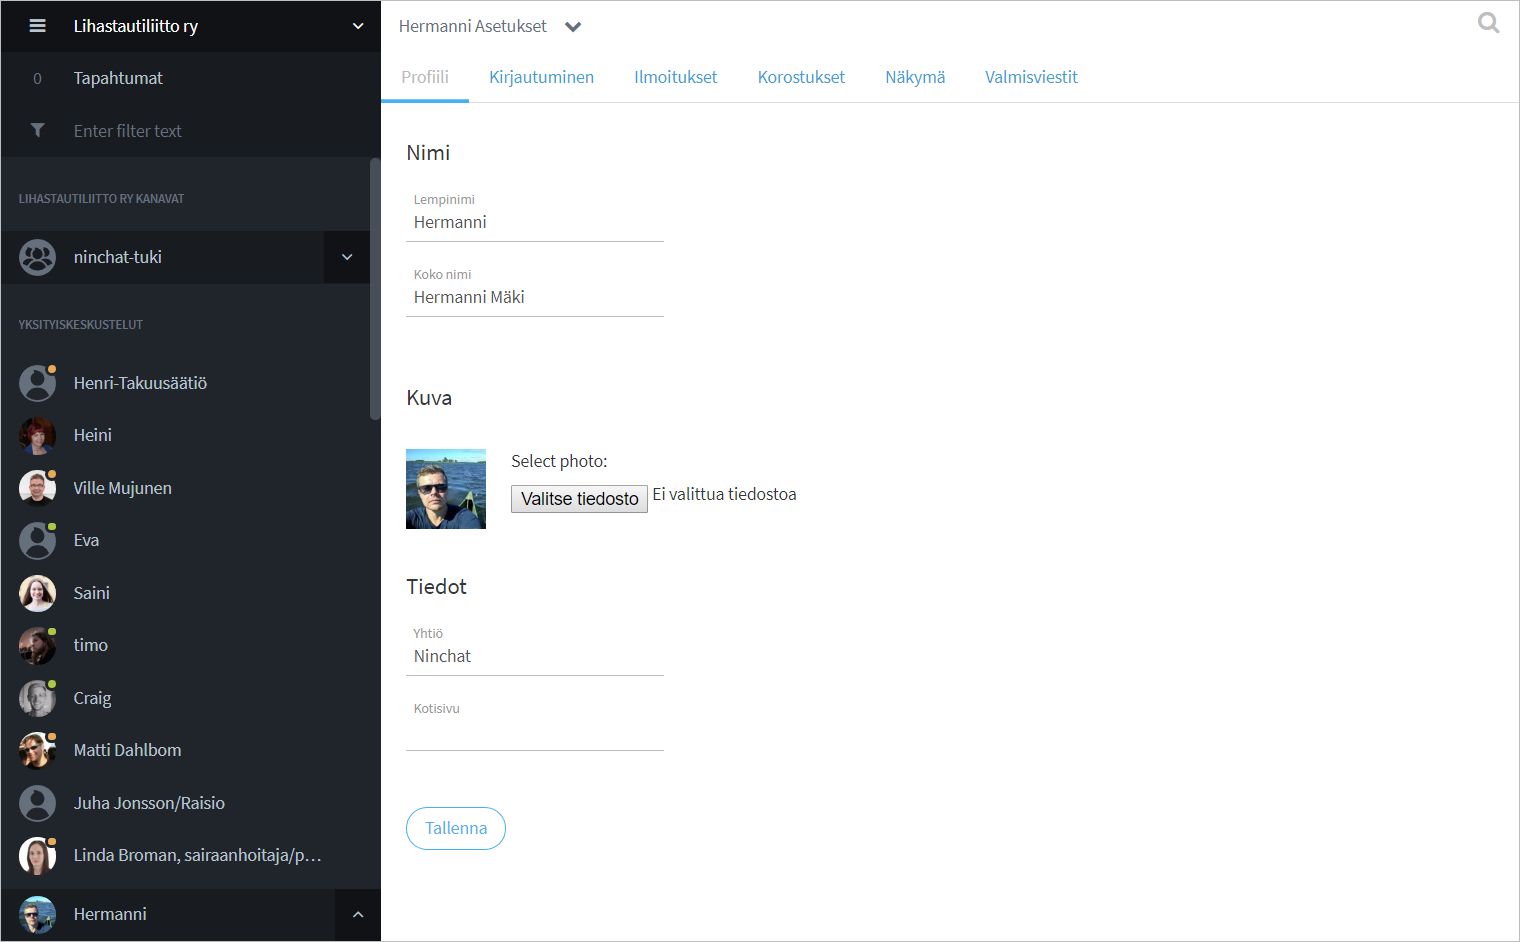 Lihastautiliitto ry
0 Tapahtumat
Enter filter text
LIHASTAUTILIITTO RY KANAVAT
ninchat-tuki
YKSITYISKESKUSTELUT
Henri-Takuusäätiö
Heini
Ville Mujunen
Eva
Saini
timo
Craig
Matti Dahlbom
Juha Jonsson/Raisio
Linda Broman, sairaanhoitaja/p…
Hermanni
Hermanni Asetukset
Profiili Kirjautuminen Ilmoitukset Korostukset Näkymä Valmisviestit
Nimi
Lempinimi
Hermanni
Koko nimi
Hermanni Mäki
Kuva
Select photo:
Valitse tiedosto Ei valittua tiedostoa
Tiedot
Yhtiö
Ninchat
Kotisivu
Tallenna